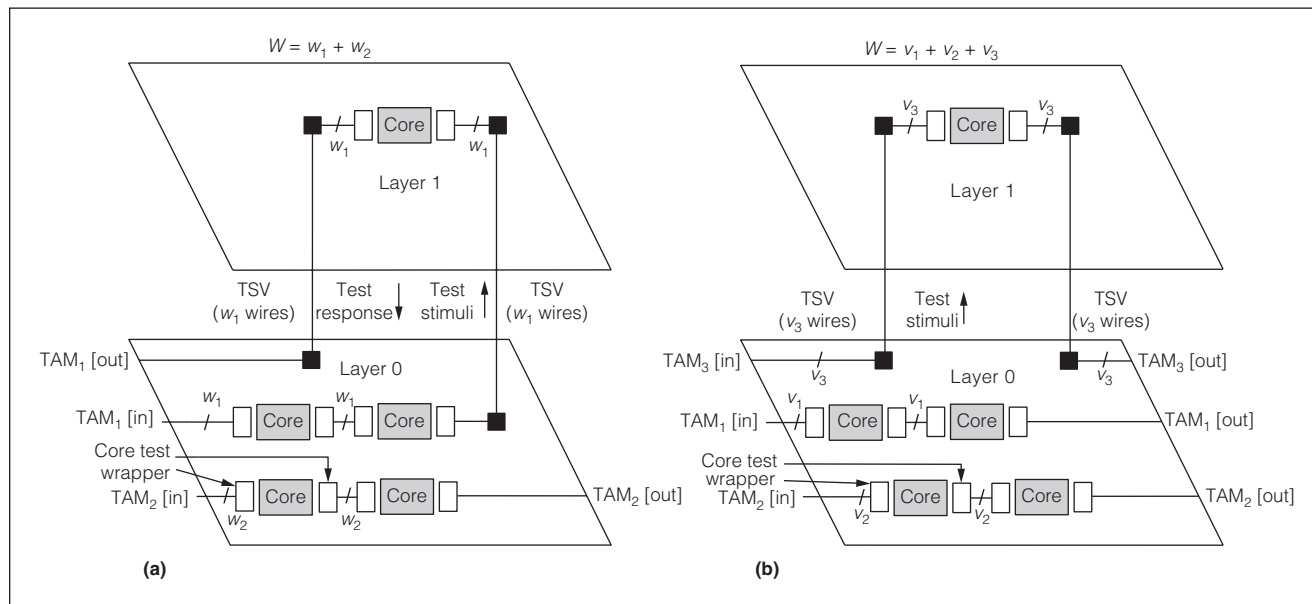 W = w1 + w2
w1
Core
w1
Layer 1
TSV
(w1 wires)
Test
response
Test
stimuli
TSV
(w1 wires)
TAM1 [out]
Layer 0
TAM1 [in]
w1
Core
w1
Core
Core test
wrapper
TAM2 [in]
w2
Core
w2
Core
TAM2 [out]
(a)
W = v1 + v2 + v3
v3
Core
v3
Layer 1
TSV
(v3 wires)
Test
stimuli
TSV
(v3 wires)
TAM3 [in]
v3
v3
TAM3 [out]
Layer 0
TAM1 [in]
v1
Core
v1
Core
TAM1 [out]
Core test
wrapper
TAM2 [in]
v2
Core
v2
Core
TAM2 [out]
(b)